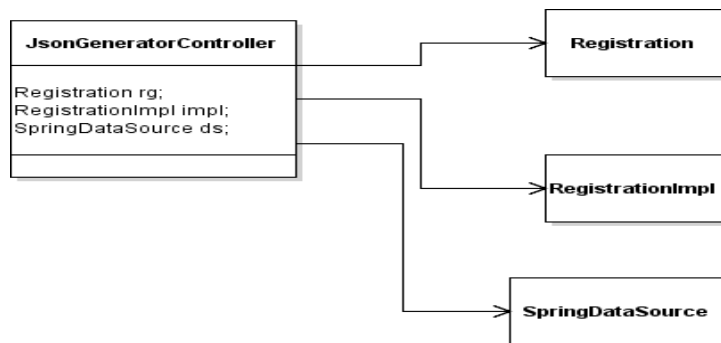 JsonGeneratorController
Registration rg;
RegistrationImpl impl;
SpringDataSource ds;
Registration
RegistrationImpl
SpringDataSource